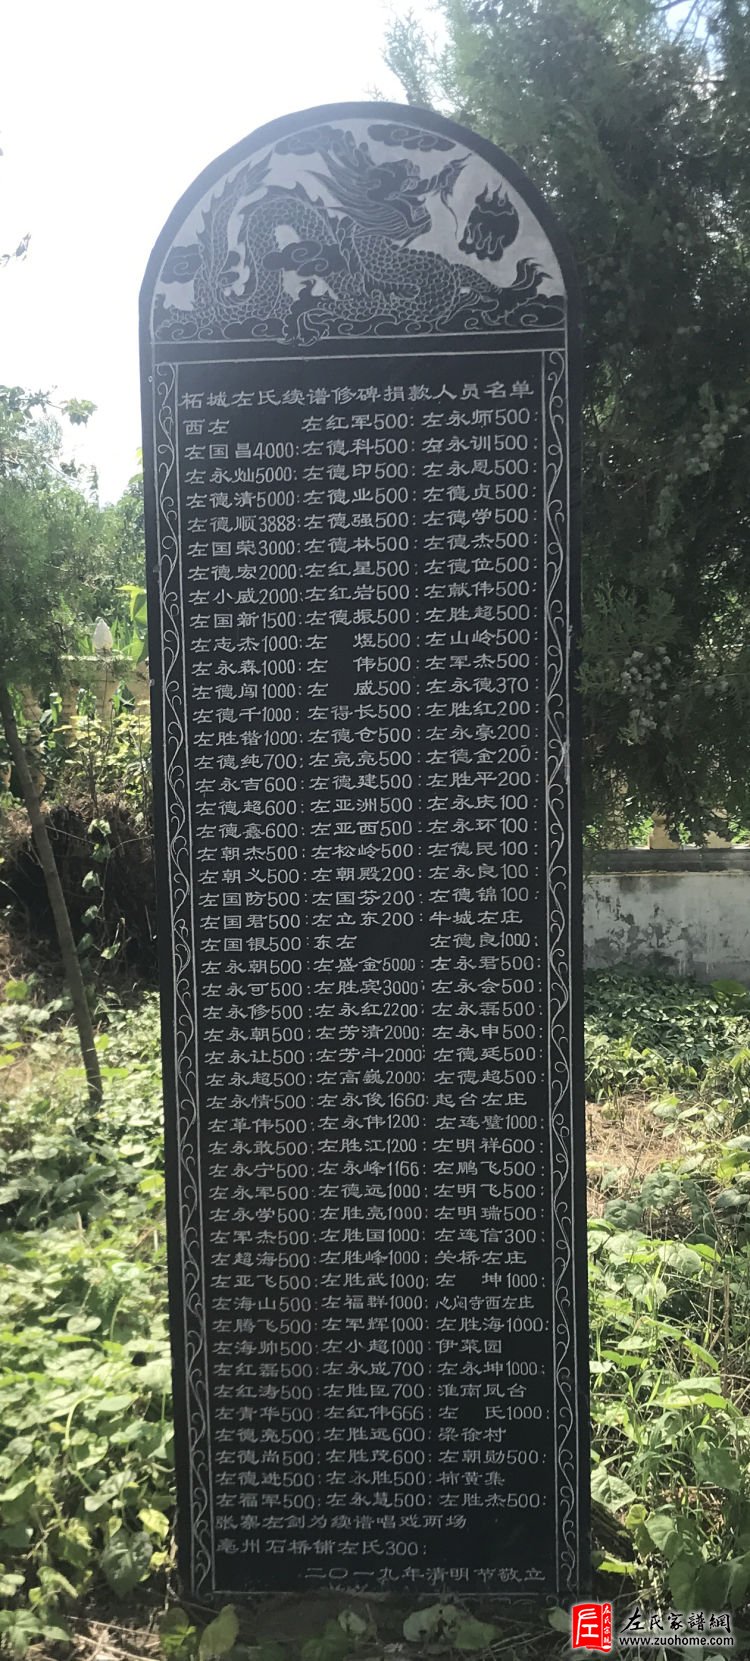 柘城左氏续谱修碑捐款人员名单
西左 左红军500: 左永师500:
左国昌4000: 左德科500: 左永训500:
左永灿5000: 左德印500: 左永恩500:
左德清5000: 左德业500: 左德贞500:
左德顺3888: 左德强500: 左德学500:
左国荣3000: 左德林500: 左德杰500:
左德宏2000: 左红星500: 左德位500:
左小威2000: 左红岩500: 左献伟500:
左国新1500: 左德振500: 左胜超500:
左志杰1000: 左 煜500: 左山岭500:
左永森1000: 左 伟500: 左军杰500:
左德闯1000: 左 威500: 左永德370:
左德千1000: 左得长500: 左胜红200:
左胜锴1000: 左德仓500: 左永豪200:
左德纯700: 左亮亮500: 左德金200:
左永吉600: 左德建500: 左胜平200:
左德超600: 左亚洲500: 左永庆100:
左德鑫600: 左亚西500: 左永环100:
左朝杰500: 左松岭500: 左德民100:
左朝义500: 左朝殿200: 左永良100:
左国防500: 左国芬200: 左德锦100:
左国君500: 左立东200: 牛城左庄
左国银500: 东左 左德良1000:
左永朝500: 左盛金5000: 左永君500:
左永可500: 左胜宾3000: 左永会500:
左永修500: 左永红2200: 左永磊500:
左永朝500: 左芳清2000: 左永申500:
左永让500: 左芳斗2000: 左德廷500:
左永超500: 左高巍2000: 左德超500:
左永情500: 左永俊1660: 起台左庄
左革伟500: 左永伟1200: 左连璧1000:
左永敢500: 左胜江1200: 左明祥600:
左永宁500: 左永峰1166: 左鹏飞500:
左永军500: 左德远1000: 左明飞500:
左永学500: 左胜亮1000: 左明瑞500:
左军杰500: 左胜国1000: 左连信300:
左超海500: 左胜峰1000: 关桥左庄
左亚飞500: 左胜武1000: 左 坤1000:
左海山500: 左福群1000: 心闷寺西左庄
左腾飞500: 左军辉1000: 左胜海1000:
左海帅500: 左小超1000: 伊菜园
左红磊500: 左永成700: 左永坤1000:
左红涛500: 左胜臣700: 淮南凤台
左青华500: 左红伟666: 左 氏1000:
左德亮500: 左胜远600: 梁徐村
左德尚500: 左胜茂600: 左朝勋500:
左德进500: 左永胜500: 柿黄集
左福军500: 左永慧500: 左胜杰500:
张寨左剑为续谱唱戏两场
亳州石桥铺左氏300:
二〇一九年清明节敬立
左氏家譜網
www.zuohome.com